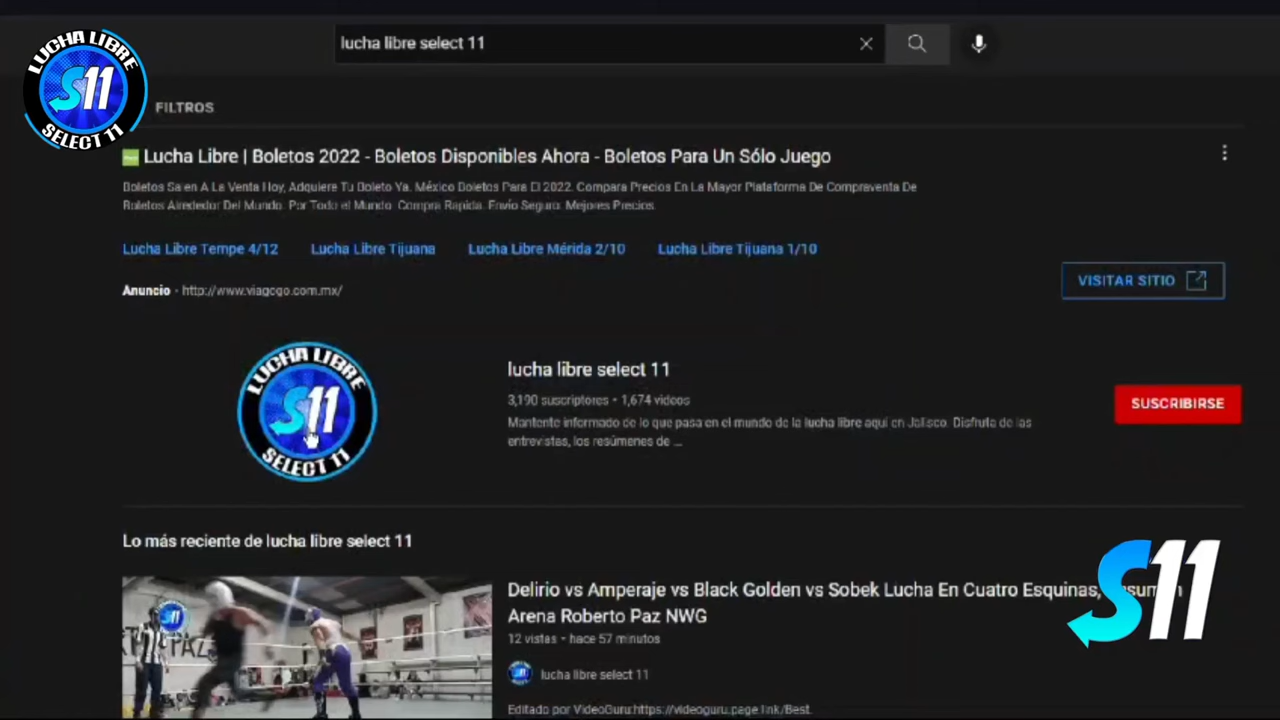 LUCHA LIBRE
S11
SELECT 11
lucha libre select 11
FILTROS
Lucha Libre | Boletos 2022 - Boletos Disponibles Ahora - Boletos Para Un Sólo Juego
Boletos Sa en A La Venta Hoy, Adquiere Tu Boleto Ya. México Boletos Para El 2022. Compara Precios En La Mayor Plataforma De Compraventa De
Boletos Alrededor Del Mundo. Por Todo el Mundo. Compra Rapida. Envío Seguro. Mejores Precios.
Lucha Libre Tempe 4/12 Lucha Libre Tijuana Lucha Libre Mérida 2/10 Lucha Libre Tijuana 1/10
VISITAR SITIO
Anuncio · http://www.viagogo.com.mx/
LUCHA LIBRE
S11
SELECT 11
lucha libre select 11
3,190 suscriptores • 1,674 videos
SUSCRIBIRSE
Mantente informado de lo que pasa en el mundo de la lucha libre aquí en Jalisco. Disfruta de las
entrevistas, los resúmenes de ...
Lo más reciente de lucha libre select 11
S11
Delirio vs Amperaje vs Black Golden vs Sobek Lucha En Cuatro Esquinas,
Arena Roberto Paz NWG
12 vistas • hace 57 minutos
S11
lucha libre select 11
Editado por VideoGuru:https://videoguru.page.link/Best.